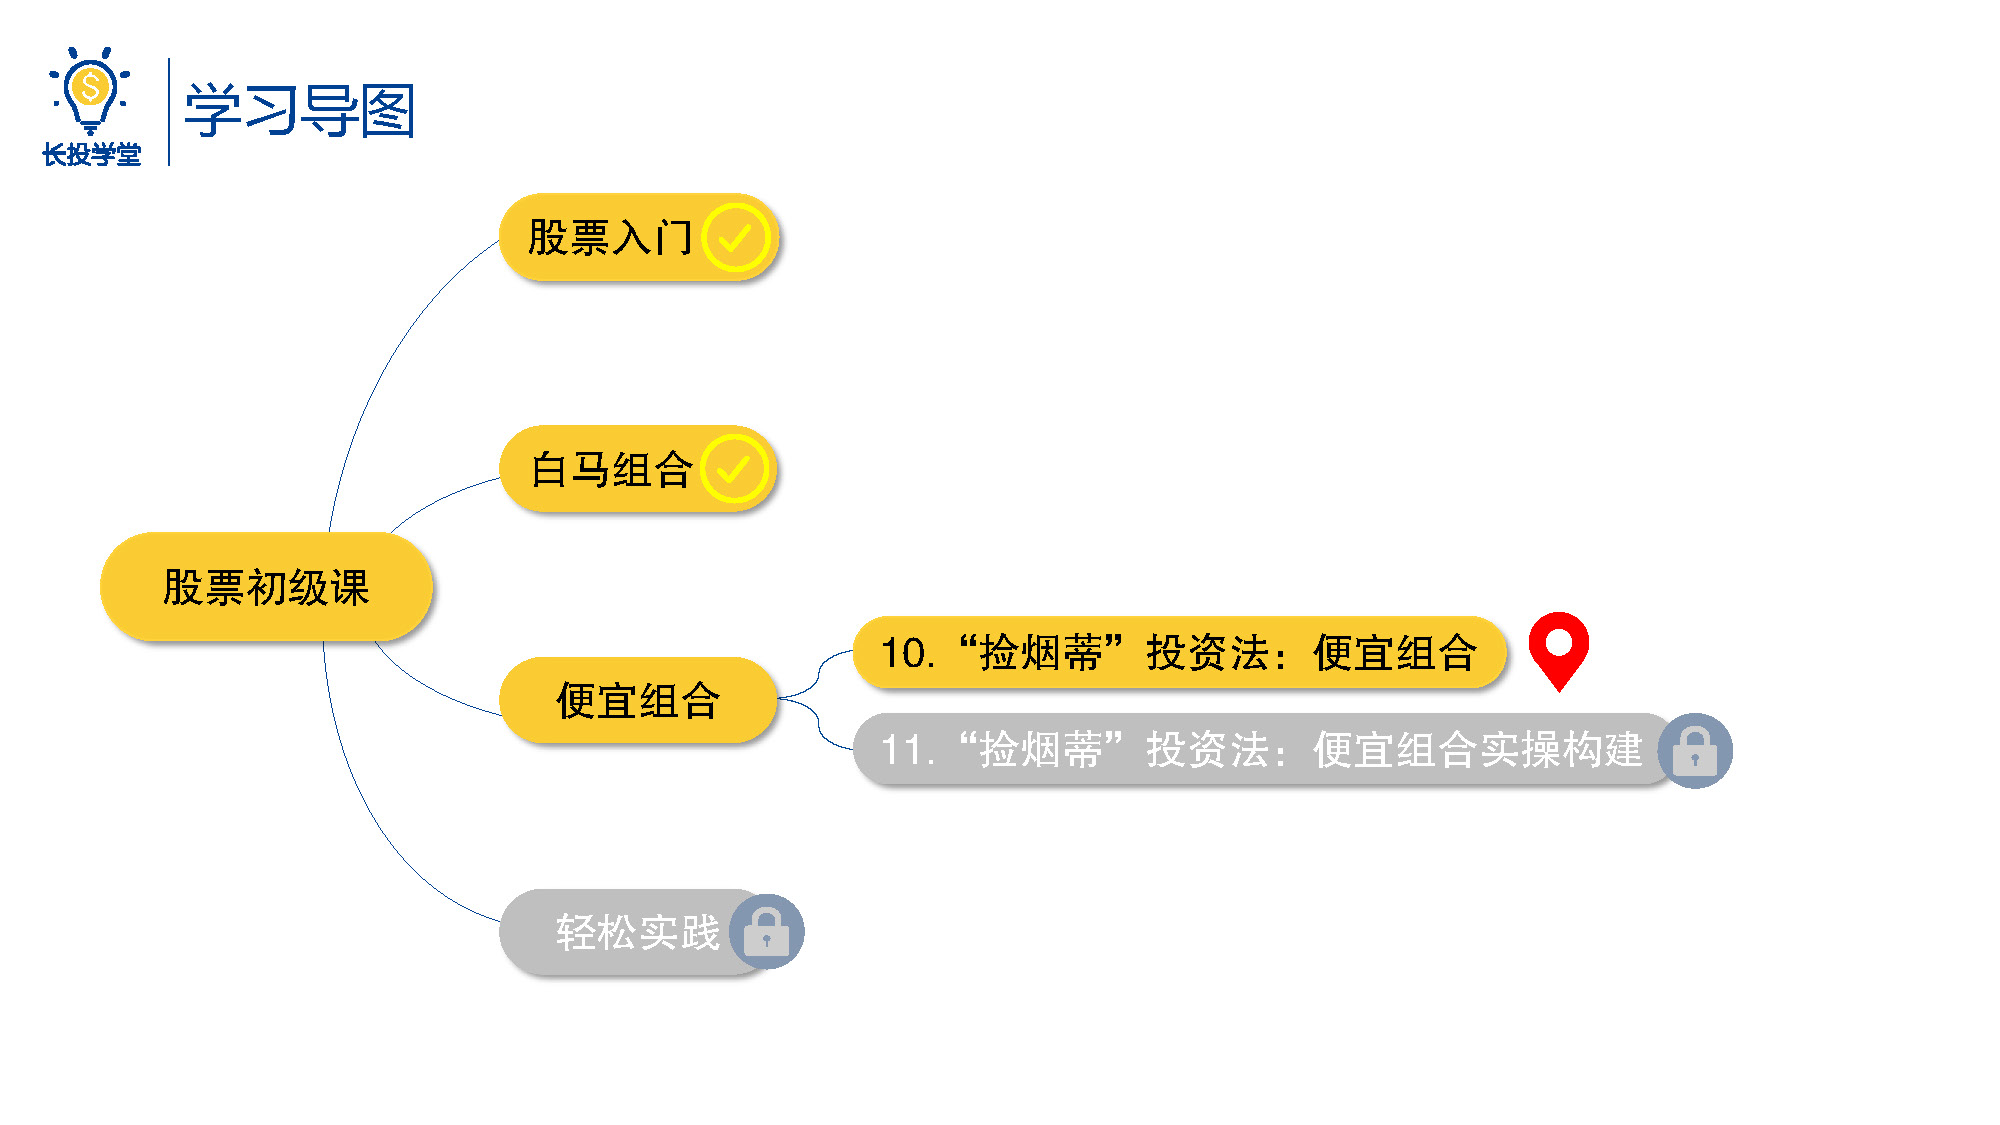 长投学堂
学习导图
股票入门
白马组合
股票初级课
便宜组合
10.“捡烟蒂”投资法：便宜组合
11.“捡烟蒂”投资法：便宜组合实操构建
轻松实践